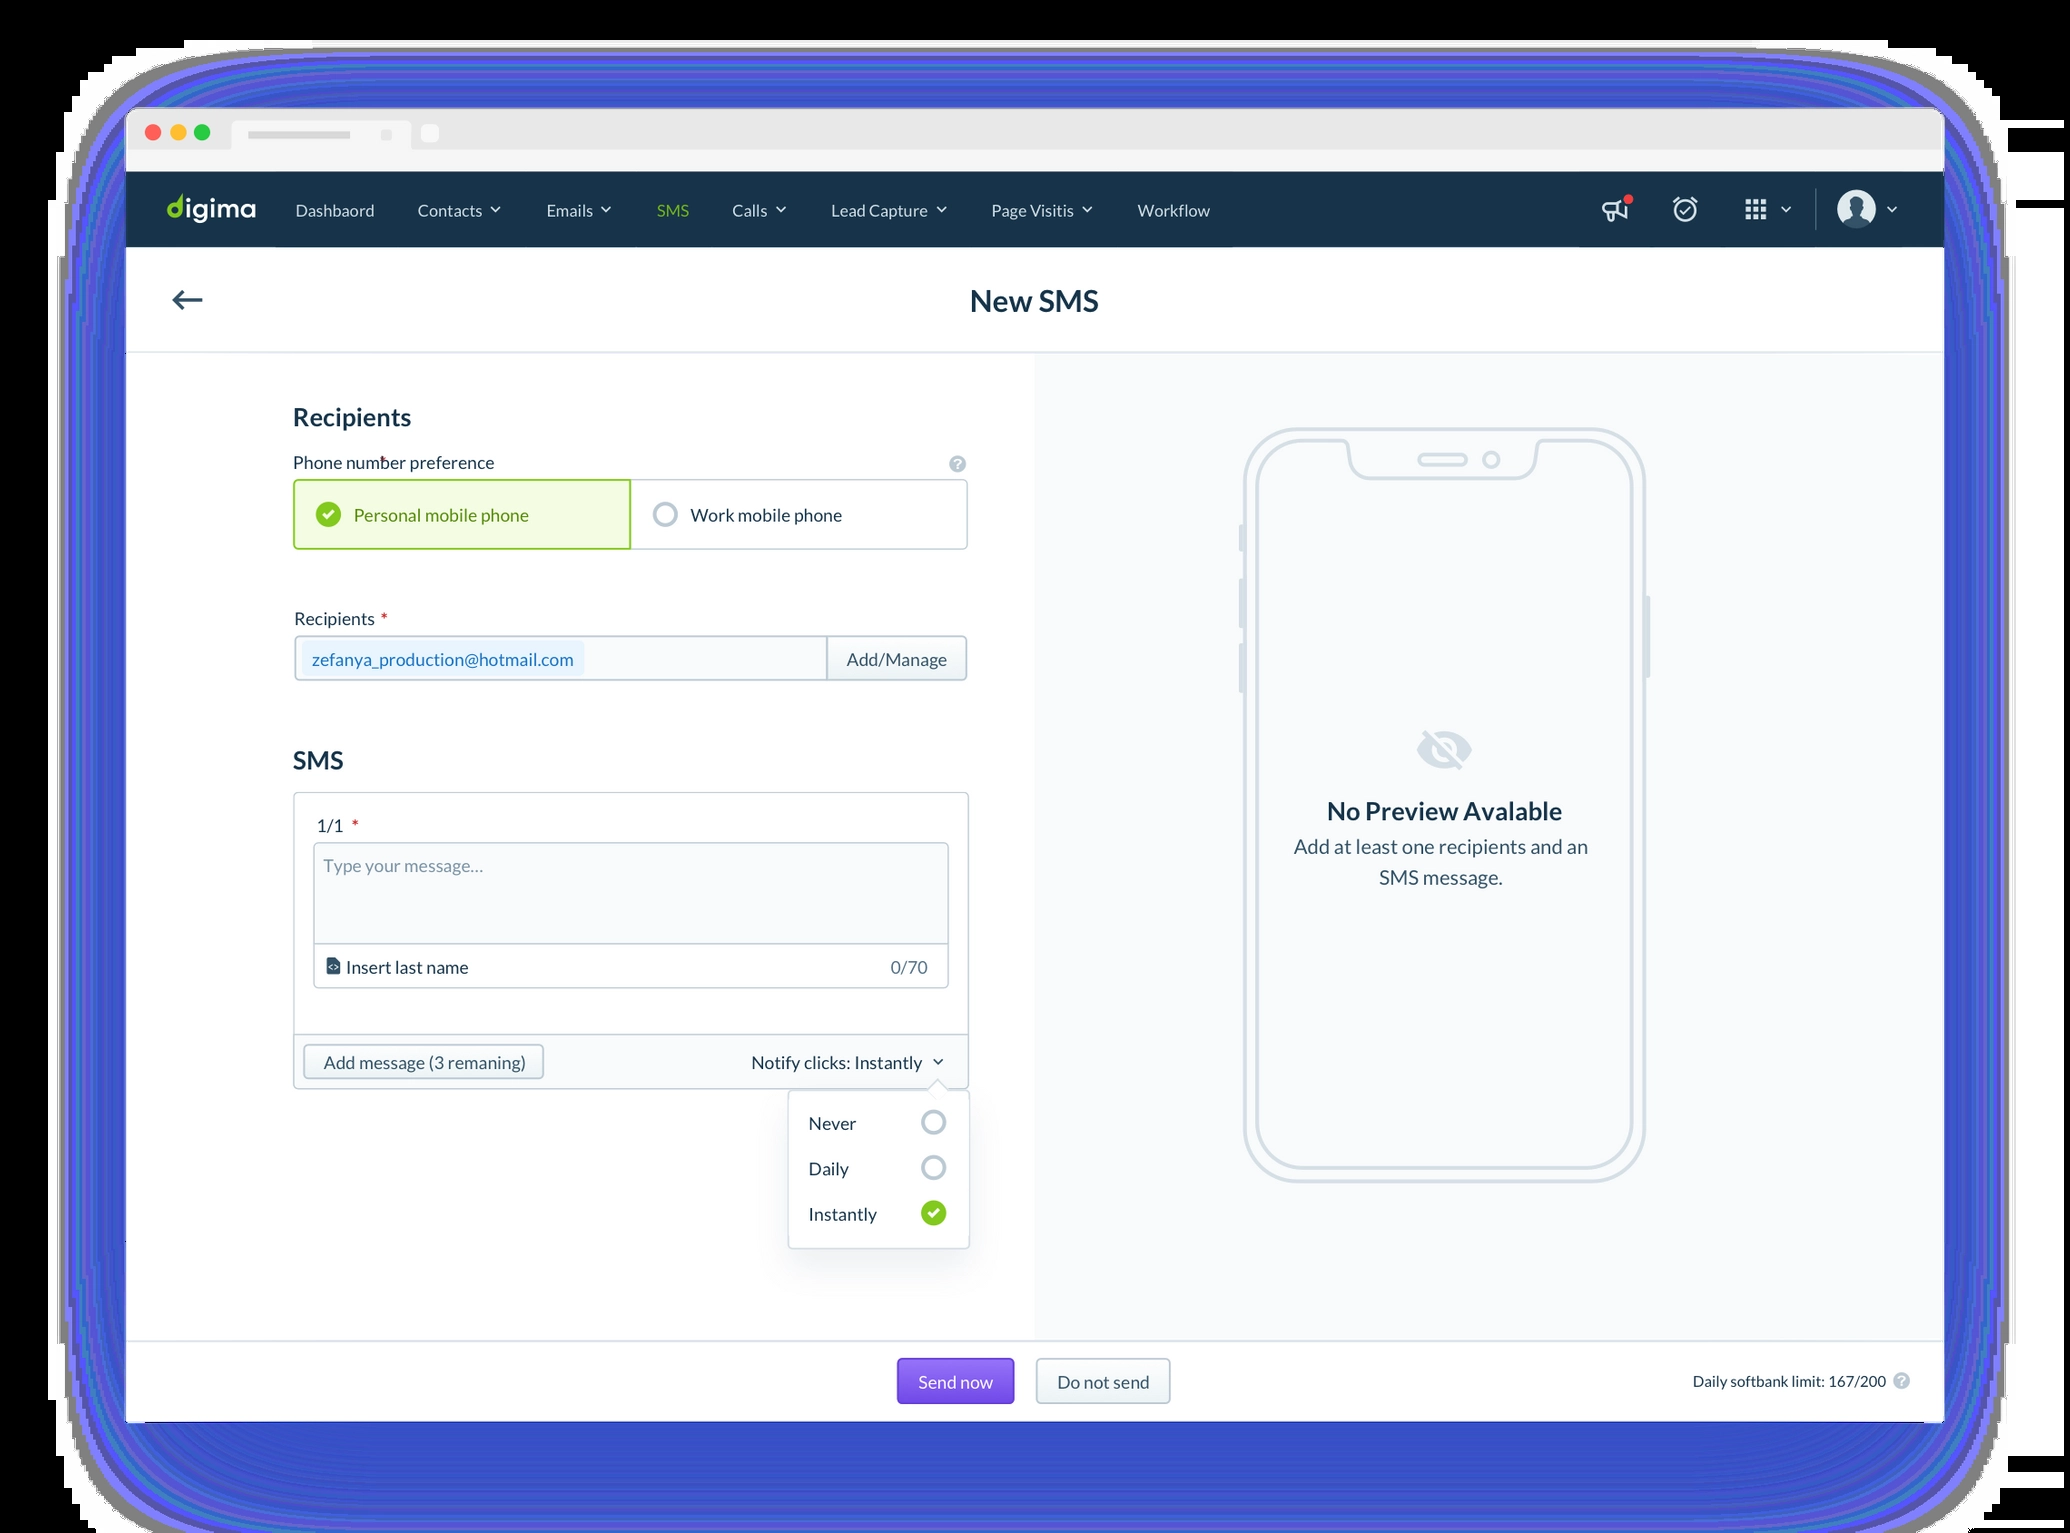 digima Dashbaord Contacts Emails SMS Calls Lead Capture Page Visitis Workflow
New SMS
Recipients
Phone number preference *
Personal mobile phone Work mobile phone
Recipients *
zefanya_production@hotmail.com Add/Manage
SMS
1/1 *
Type your message...
Insert last name 0/70
Add message (3 remaning) Notify clicks: Instantly
Never
Daily
Instantly
No Preview Avalable
Add at least one recipients and an
SMS message.
Send now Do not send Daily softbank limit: 167/200